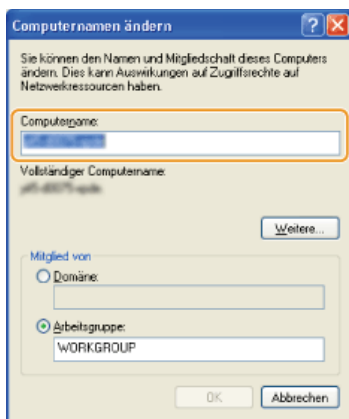 Computernamen ändern
Sie können den Namen und Mitgliedschaft dieses Computers
ändern. Dies kann Auswirkungen auf Zugriffsrechte auf
Netzwerkressourcen haben.
Computername:
Vollständiger Computername:
Weitere...
Mitglied von
Domäne:
Arbeitsgruppe:
WORKGROUP
OK
Abbrechen